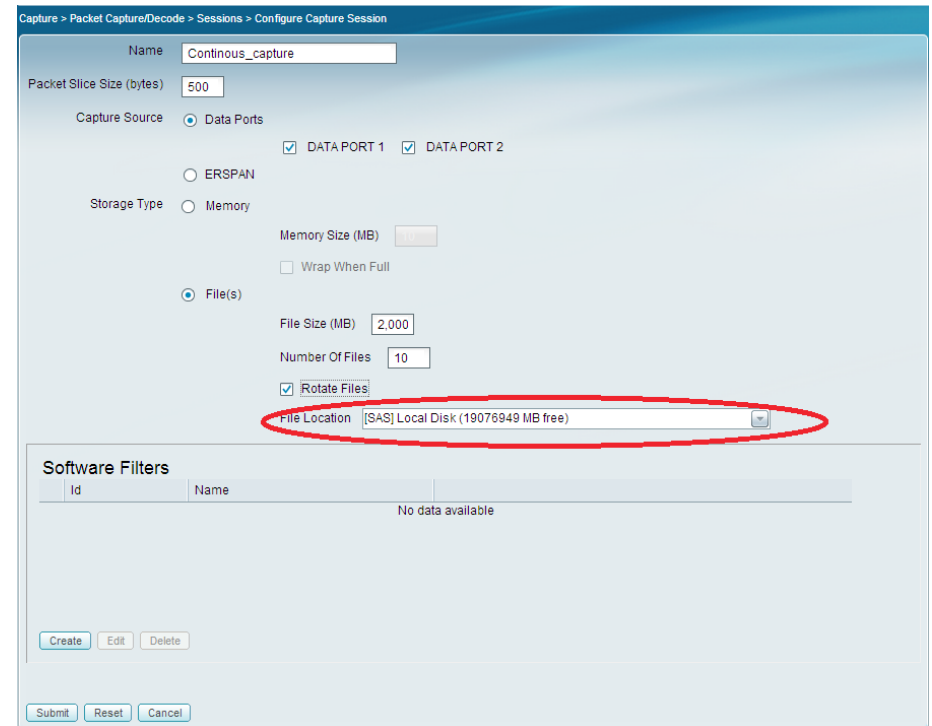 Capture > Packet Capture/Decode > Sessions > Configure Capture Session
Name Continous_capture
Packet Slice Size (bytes) 500
Capture Source Data Ports
DATA PORT 1 DATA PORT 2
ERSPAN
Storage Type Memory
Memory Size (MB)
Wrap When Full
File(s)
File Size (MB) 2,000
Number Of Files 10
Rotate Files
File Location [SAS] Local Disk (19076949 MB free)
Software Filters
Id Name
No data available
Create Edit Delete
Submit Reset Cancel